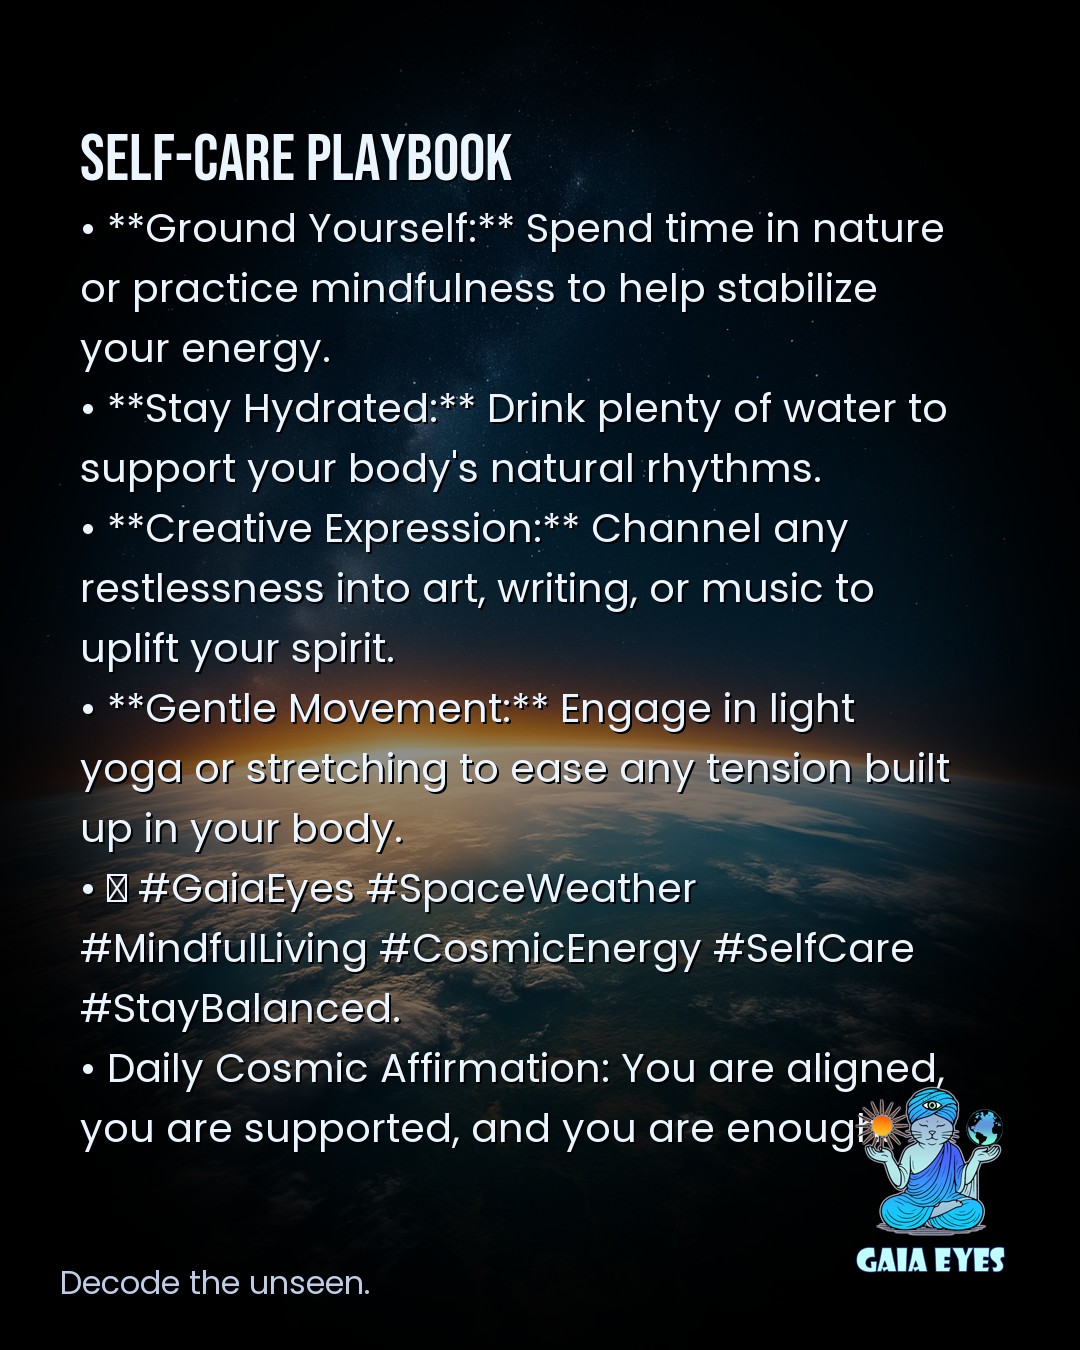 SELF-CARE PLAYBOOK
• **Ground Yourself:** Spend time in nature
or practice mindfulness to help stabilize
your energy.
• **Stay Hydrated:** Drink plenty of water to
support your body's natural rhythms.
• **Creative Expression:** Channel any
restlessness into art, writing, or music to
uplift your spirit.
• **Gentle Movement:** Engage in light
yoga or stretching to ease any tension built
up in your body.
• #GaiaEyes #SpaceWeather
#MindfulLiving #CosmicEnergy #SelfCare
#StayBalanced.
• Daily Cosmic Affirmation: You are aligned,
you are supported, and you are
GAIA EYES
Decode the unseen.